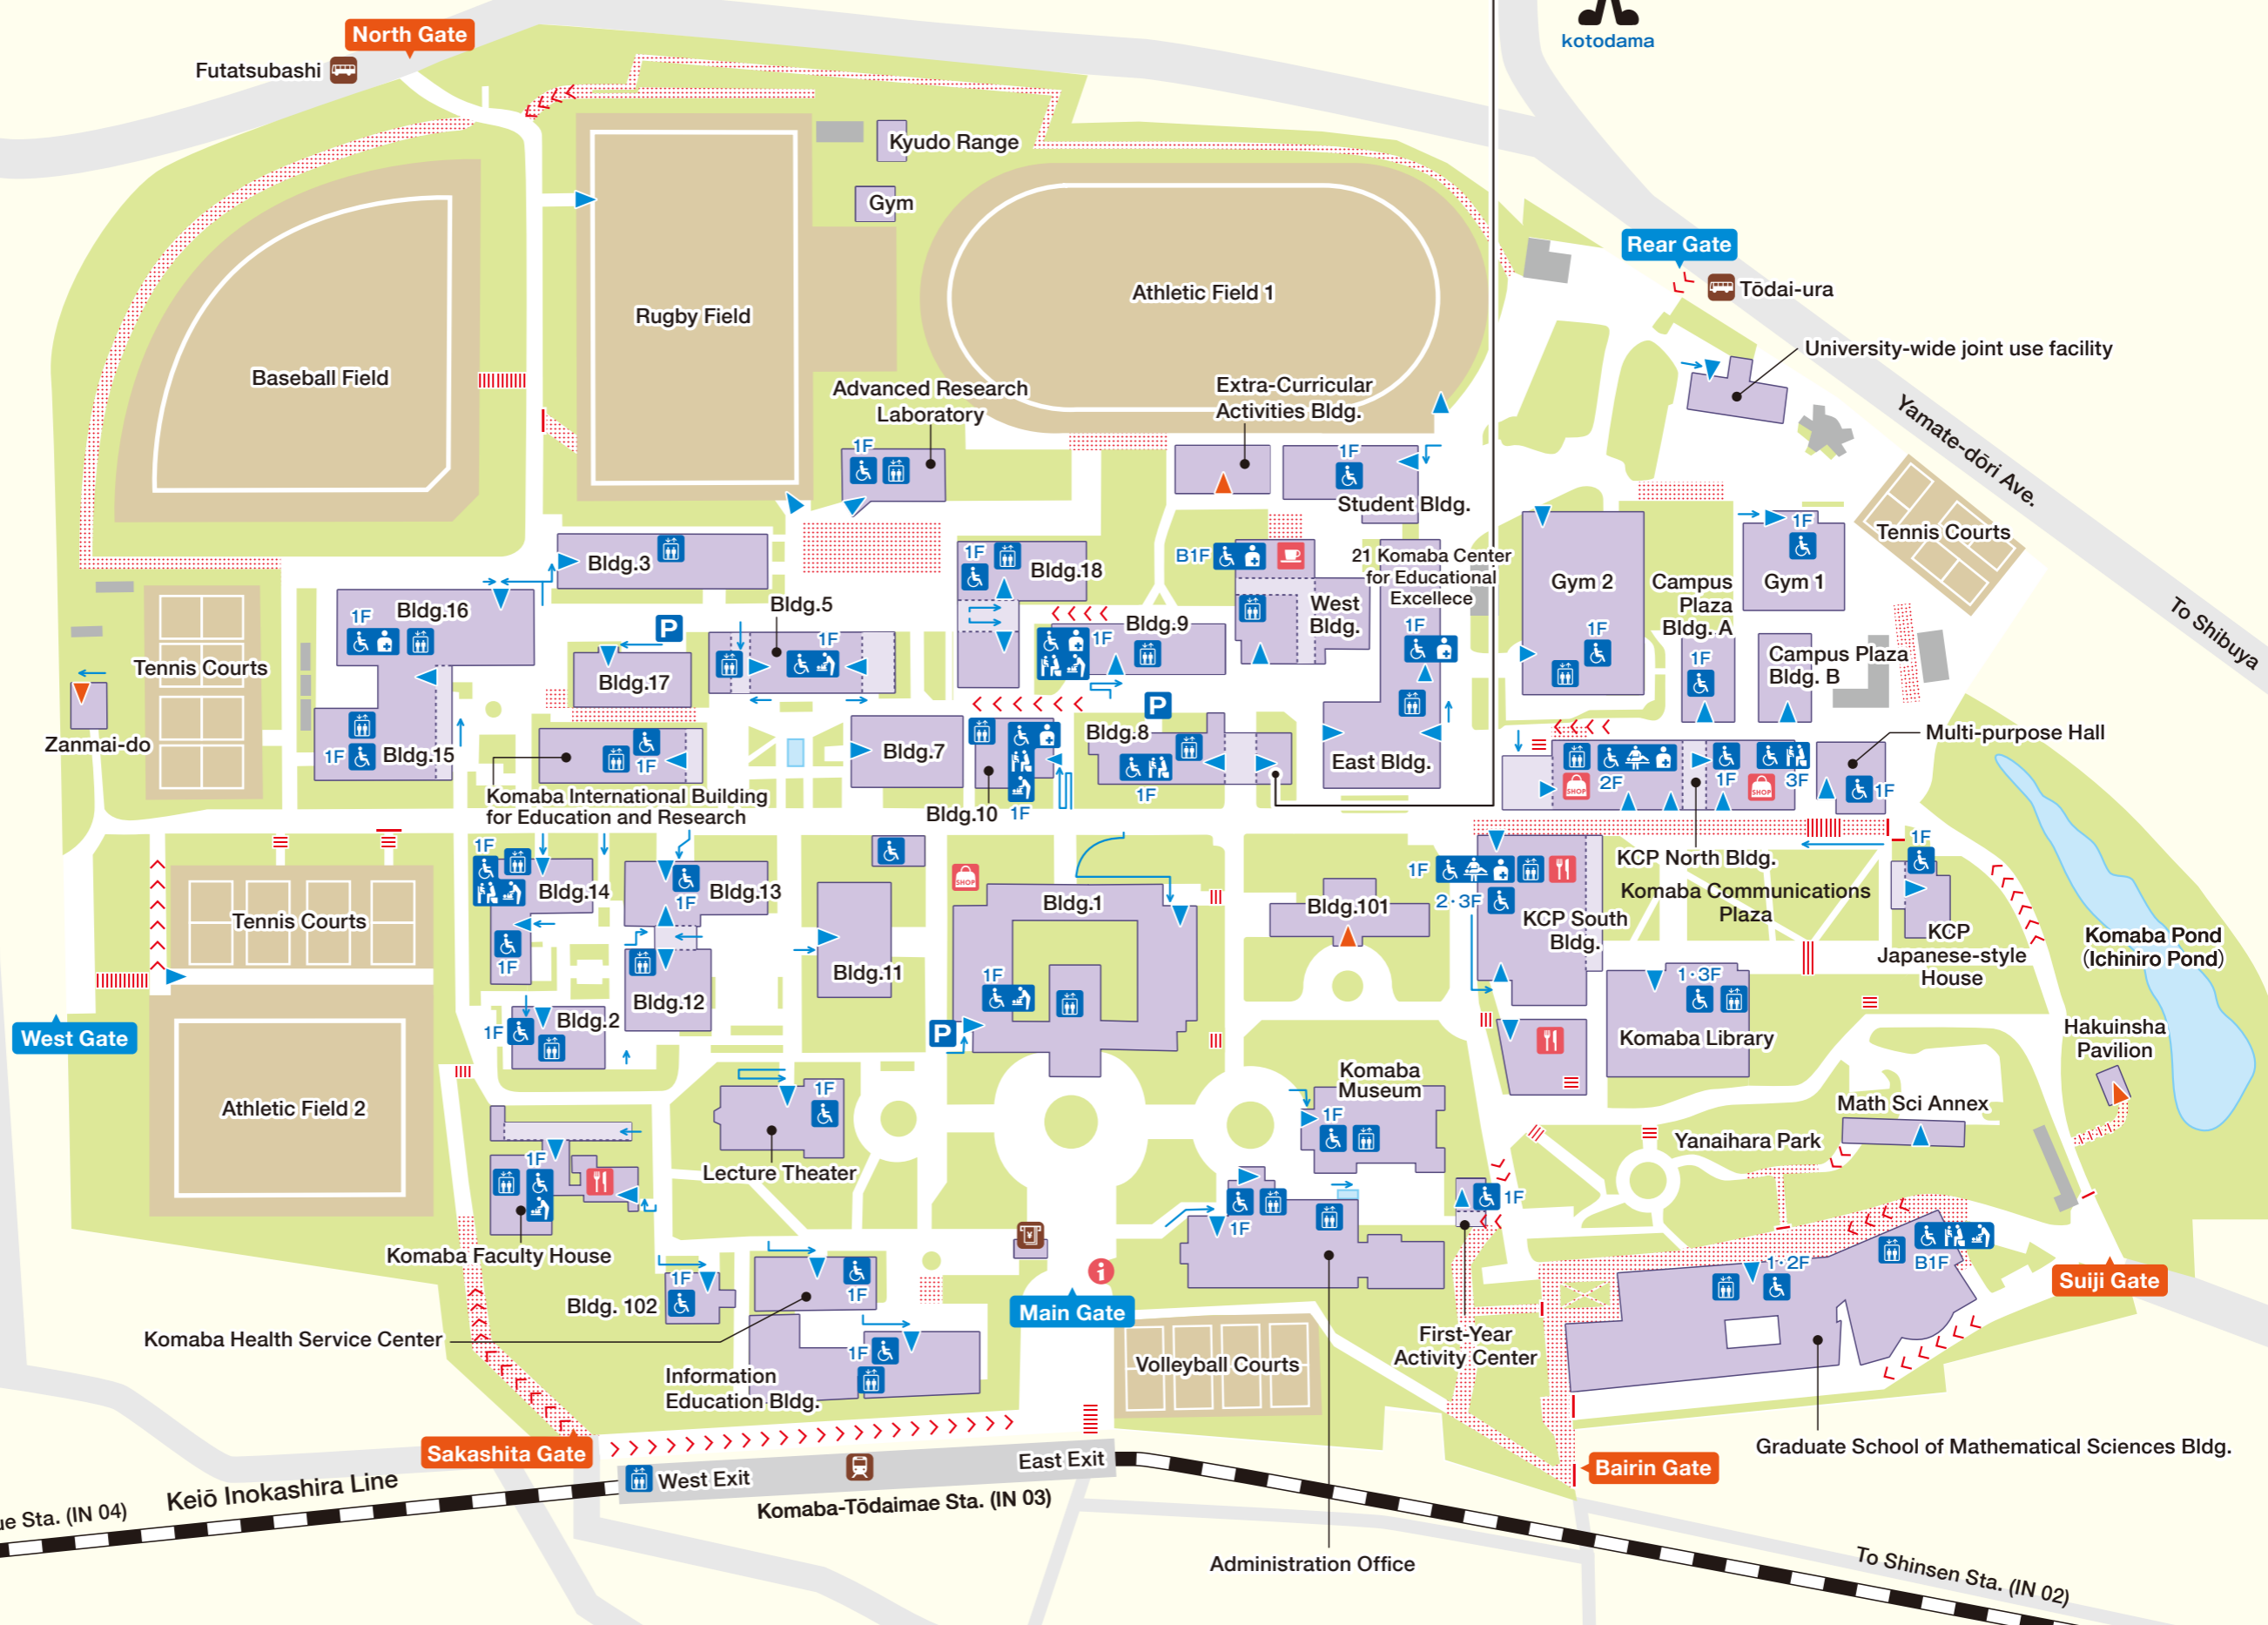 kotodama
North Gate
Futatsubashi
Kyudo Range
Gym
Rear Gate
Tōdai-ura
Athletic Field 1
Rugby Field
Baseball Field
University-wide joint use facility
Advanced Research
Laboratory
Extra-Curricular
Activities Bldg.
Yamate-dōri Ave.
To Shibuya
1F
1F
Student Bldg.
Tennis Courts
Bldg.3
1F
Bldg.18
B1F
21 Komaba Center
for Educational
Excellece
1F
Gym 2
1F
1F
Gym 1
Campus
Plaza
Bldg. A
1F
Bldg.16
1F
P
Bldg.5
1F
Bldg.9
1F
West
Bldg.
Campus Plaza
Bldg. B
Tennis Courts
Bldg.17
Zanmai-do
1F
Bldg.15
1F
Bldg.7
P
Bldg.8
1F
East Bldg.
SHOP
2F
1F
SHOP
3F
1F
Multi-purpose Hall
Komaba International Building
for Education and Research
Bldg.10
1F
1F
Bldg.14
1F
Bldg.13
1F
SHOP
Bldg.1
1F
Bldg.101
1F
2・3F
KCP South
Bldg.
KCP North Bldg.
Komaba Communications
Plaza
1F
KCP
Japanese-style
House
Komaba Pond
(Ichiniro Pond)
Tennis Courts
Bldg.11
Bldg.12
1・3F
Komaba Library
West Gate
1F
Bldg.2
P
Hakuinsha
Pavilion
Athletic Field 2
1F
Lecture Theater
Komaba
Museum
1F
Math Sci Annex
Yanaihara Park
1F
Komaba Faculty House
1F
1F
1・2F
B1F
Suiji Gate
1F
Bldg. 102
1F
Komaba Health Service Center
Main Gate
1F
Information
Education Bldg.
Volleyball Courts
First-Year
Activity Center
Graduate School of Mathematical Sciences Bldg.
Sakashita Gate
West Exit
East Exit
Bairin Gate
Keiō Inokashira Line
Komaba-Tōdaimae Sta. (IN 03)
Sta. (IN 04)
Administration Office
To Shinsen Sta. (IN 02)